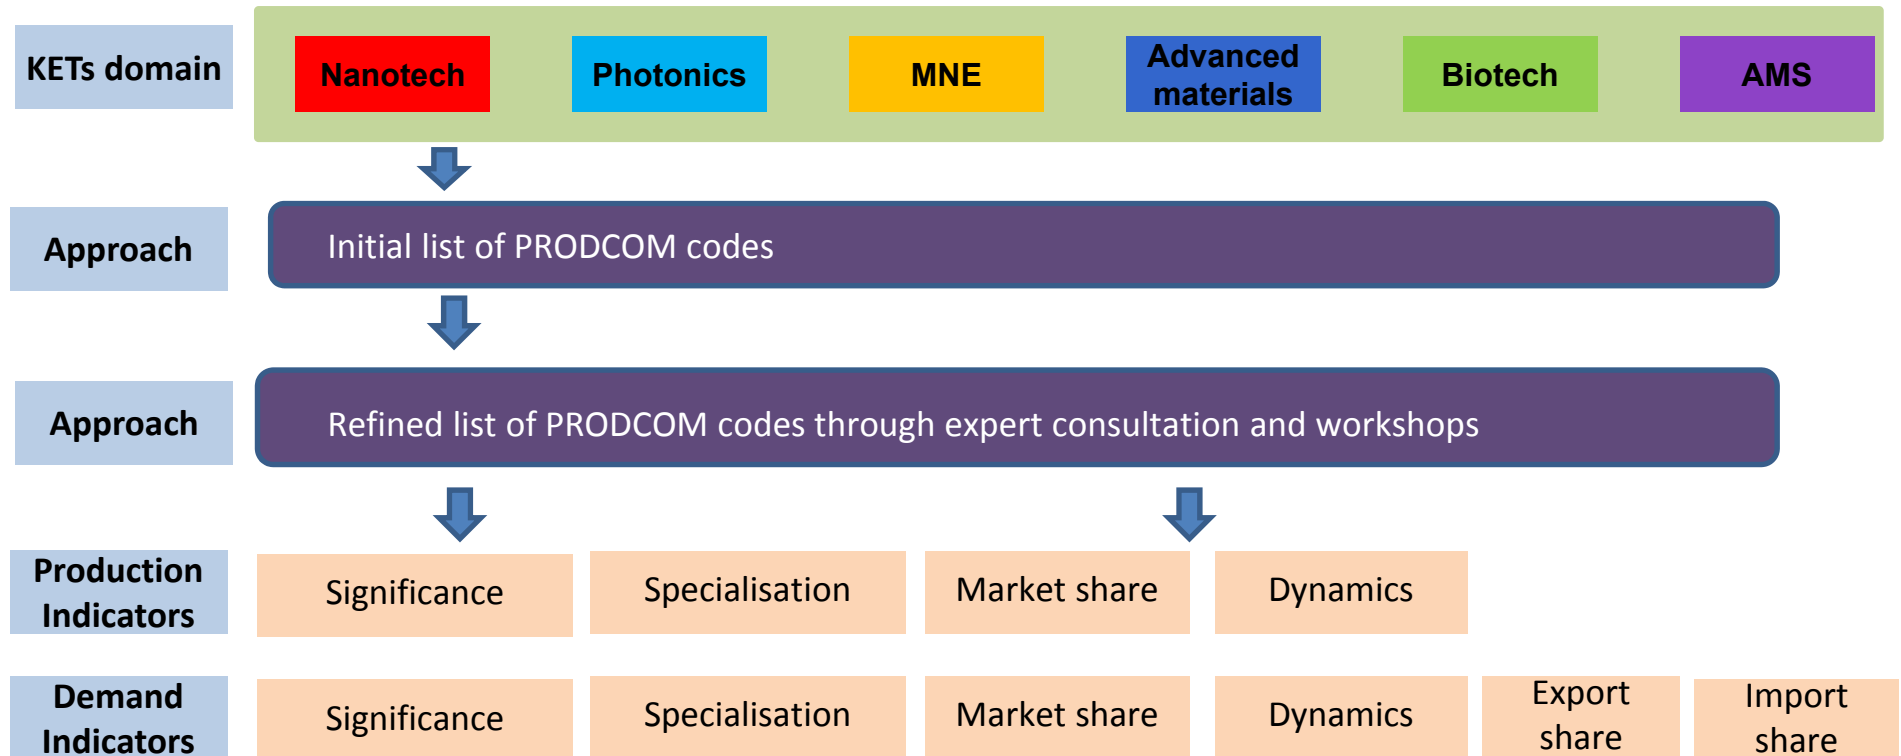 KETs domain
Nanotech
Photonics
MNE
Advanced
materials
Biotech
AMS
Approach
Initial list of PRODCOM codes
Approach
Refined list of PRODCOM codes through expert consultation and workshops
Production
Indicators
Significance
Specialisation
Market share
Dynamics
Demand
Indicators
Significance
Specialisation
Market share
Dynamics
Export
share
Import
share